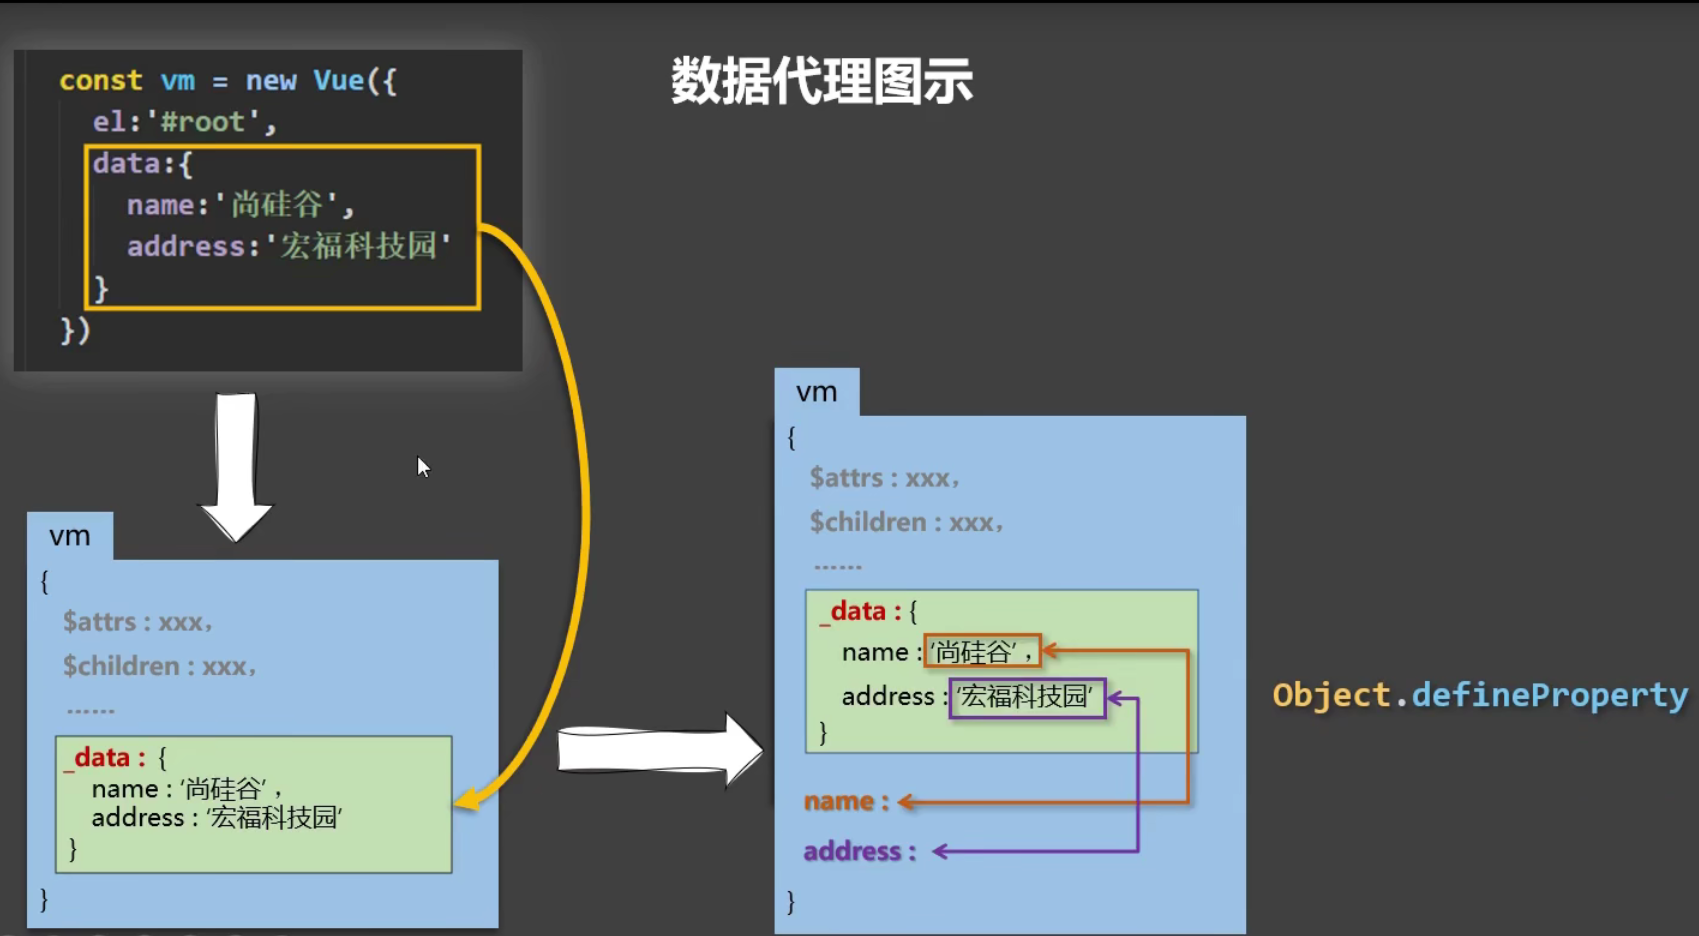 数据代理图示
const vm = new Vue({
el:'#root',
data:{
name:'尚硅谷',
address:'宏福科技园'
}
})
vm
{
$attrs : xxx，
$children : xxx，
……
_data : {
name : ‘尚硅谷’ ，
address : ‘宏福科技园’
}
}
vm
{
$attrs : xxx，
$children : xxx，
……
_data : {
name : ‘尚硅谷’ ，
address : ‘宏福科技园’
}
name :
address :
}
Object.defineProperty